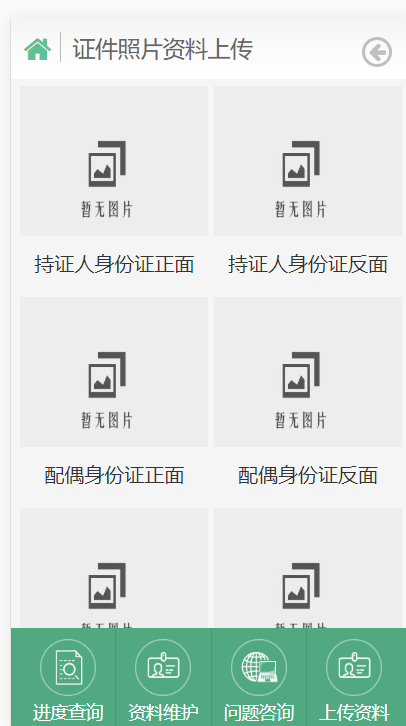 证件照片资料上传
暂无图片 暂无图片
持证人身份证正面 持证人身份证反面
暂无图片 暂无图片
配偶身份证正面 配偶身份证反面
进度查询 资料维护 问题咨询 上传资料